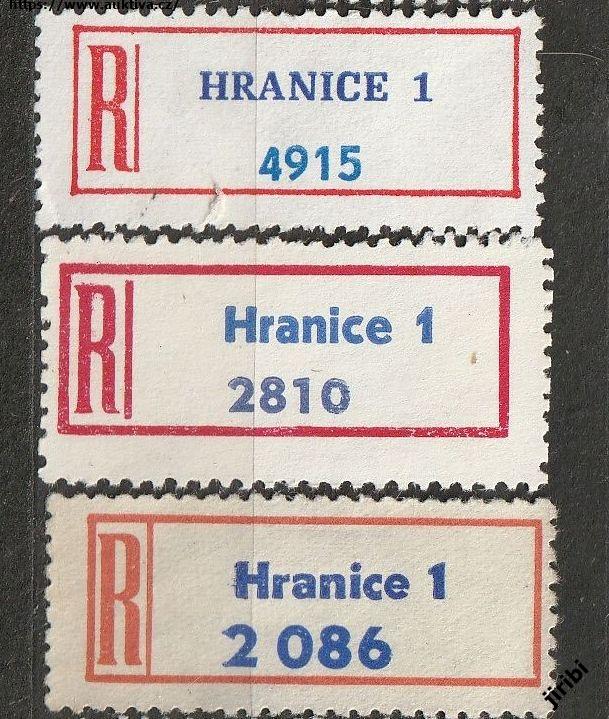 https://www.auktiva.cz/
R HRANICE 1
4915
R Hranice 1
2810
R Hranice 1
2 086
jiribi